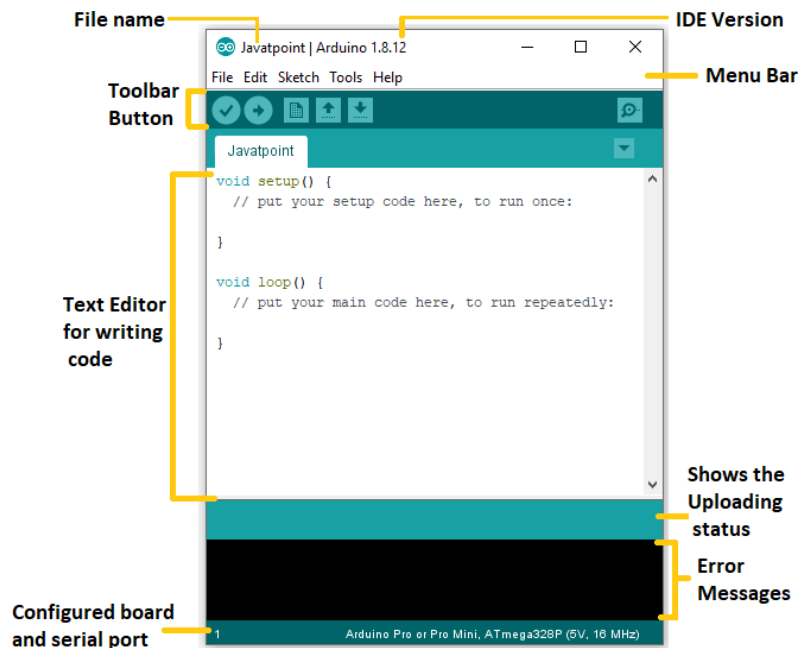 File name
IDE Version
Javatpoint | Arduino 1.8.12
File Edit Sketch Tools Help
Menu Bar
Toolbar
Button
Javatpoint
void setup() {
// put your setup code here, to run once:
}
void loop() {
// put your main code here, to run repeatedly:
}
Text Editor
for writing
code
Shows the
Uploading
status
Error
Messages
Configured board
and serial port
1
Arduino Pro or Pro Mini, ATmega328P (5V, 16 MHz)